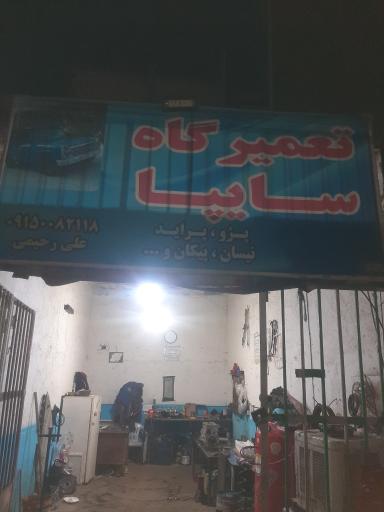 تعمیرگاه
سایپا
پژو ، پراید
نیسان ، پیکان و ...
۰۹۱۵۰۰۸۲۱۱۸
علی رحیمی